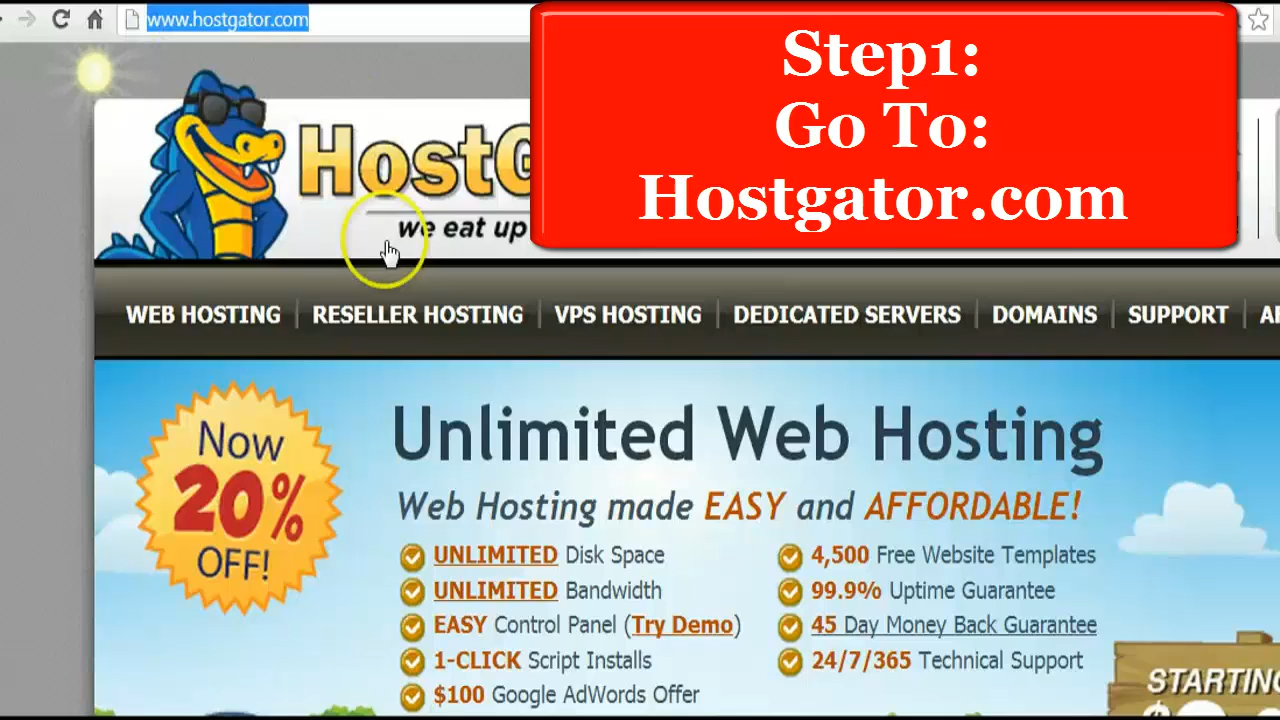 www.hostgator.com
Step1:
Go To:
Hostgator.com
HostG
we eat up
WEB HOSTING
RESELLER HOSTING
VPS HOSTING
DEDICATED SERVERS
DOMAINS
SUPPORT
Now
20%
OFF!
Unlimited Web Hosting
Web Hosting made EASY and AFFORDABLE!
UNLIMITED Disk Space
UNLIMITED Bandwidth
EASY Control Panel (Try Demo)
1-CLICK Script Installs
$100 Google AdWords Offer
4,500 Free Website Templates
99.9% Uptime Guarantee
45 Day Money Back Guarantee
24/7/365 Technical Support
STARTIN